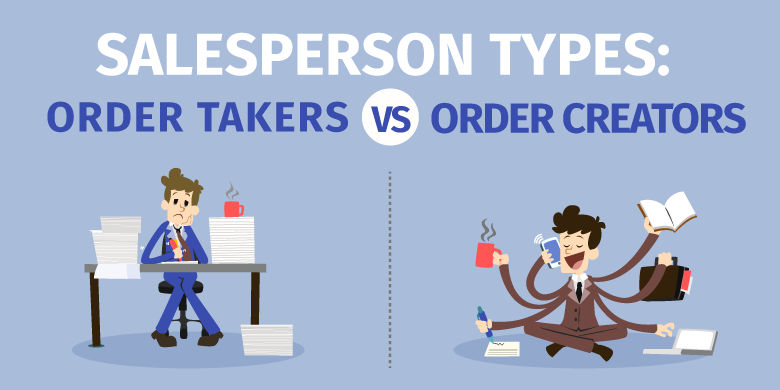 SALESPERSON TYPES:
ORDER TAKERS VS ORDER CREATORS